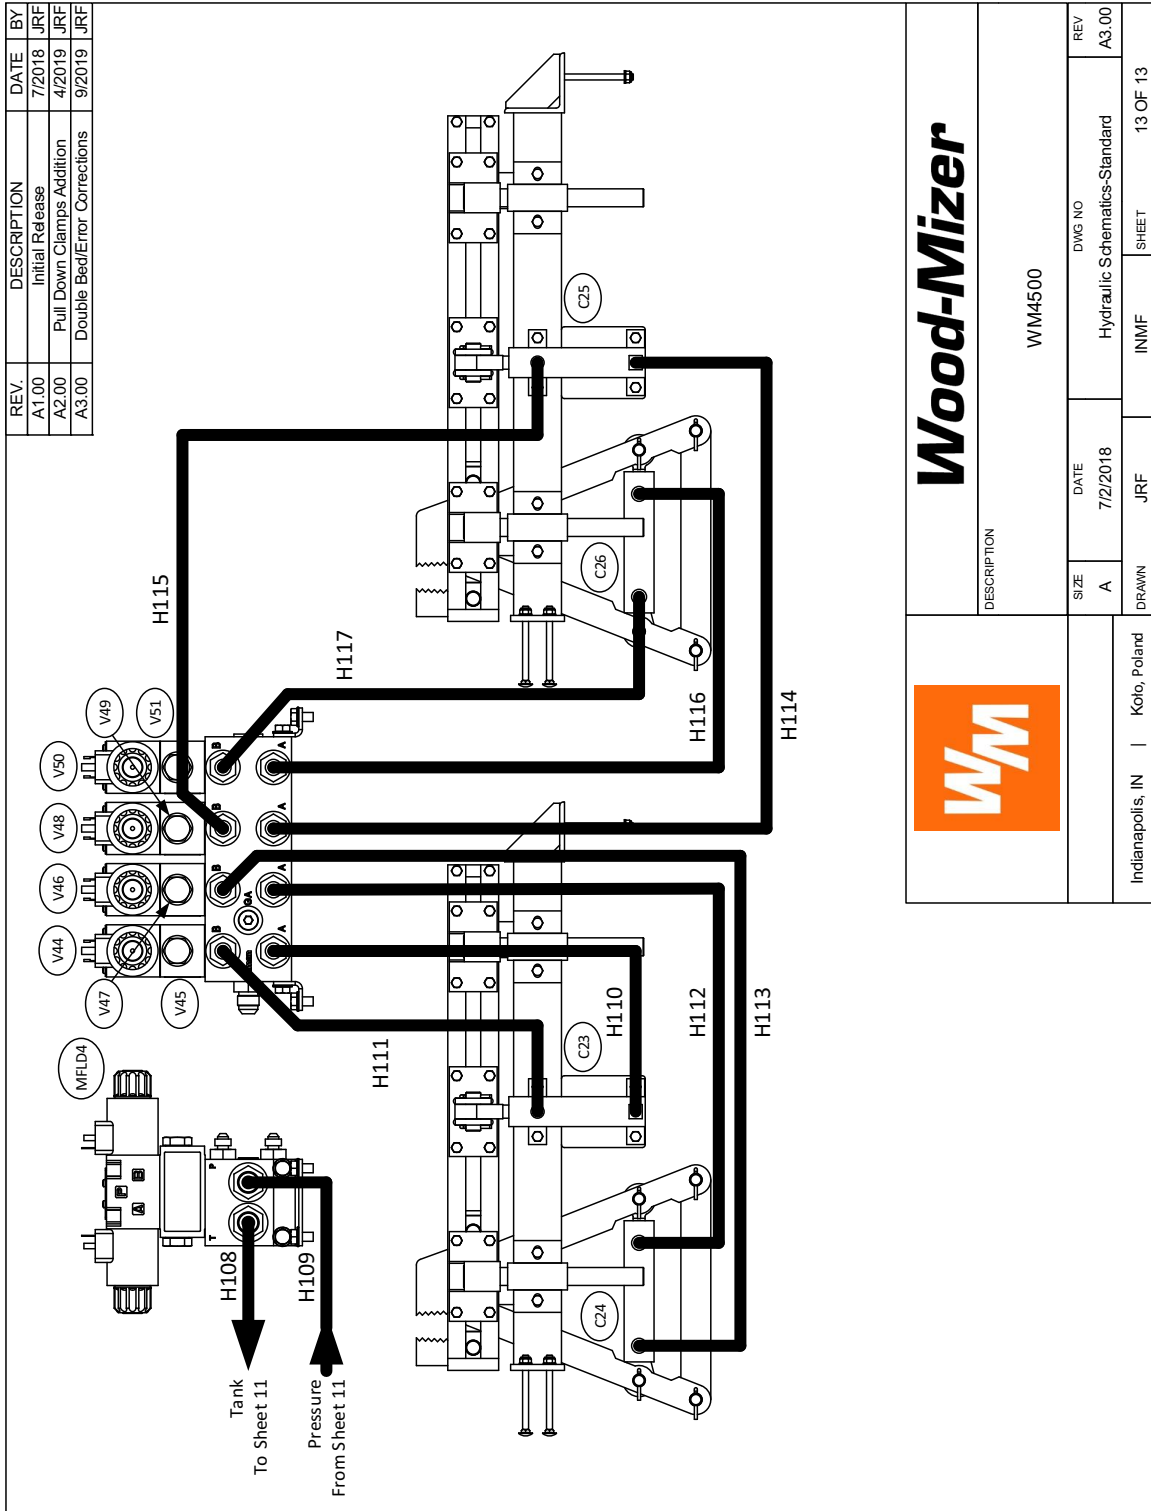 REV. DESCRIPTION DATE BY
A1.00 Initial Release 7/2018 JRF
A2.00 Pull Down Clamps Addition 4/2019 JRF
A3.00 Double Bed/Error Corrections 9/2019 JRF
MFLD4
V47
V45
V44
V46
V48
V50
V49
V51
A P B
T
P
B
B
B
B
A
A
A
A
GA
H108
H109
Tank
To Sheet 11
Pressure
From Sheet 11
H111
H115
H117
H110
H112
H113
H116
H114
C23
C24
C25
C26
WM
Indianapolis, IN | Koło, Poland
Wood-Mizer
DESCRIPTION
WM4500
SIZE DATE DWG NO REV
A 7/2/2018 Hydraulic Schematics-Standard A3.00
DRAWN JRF INMF SHEET 13 OF 13